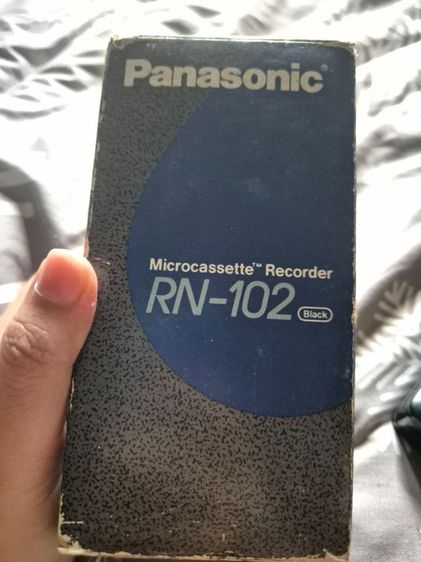 Panasonic®
Microcassette™ Recorder
RN-102 Black